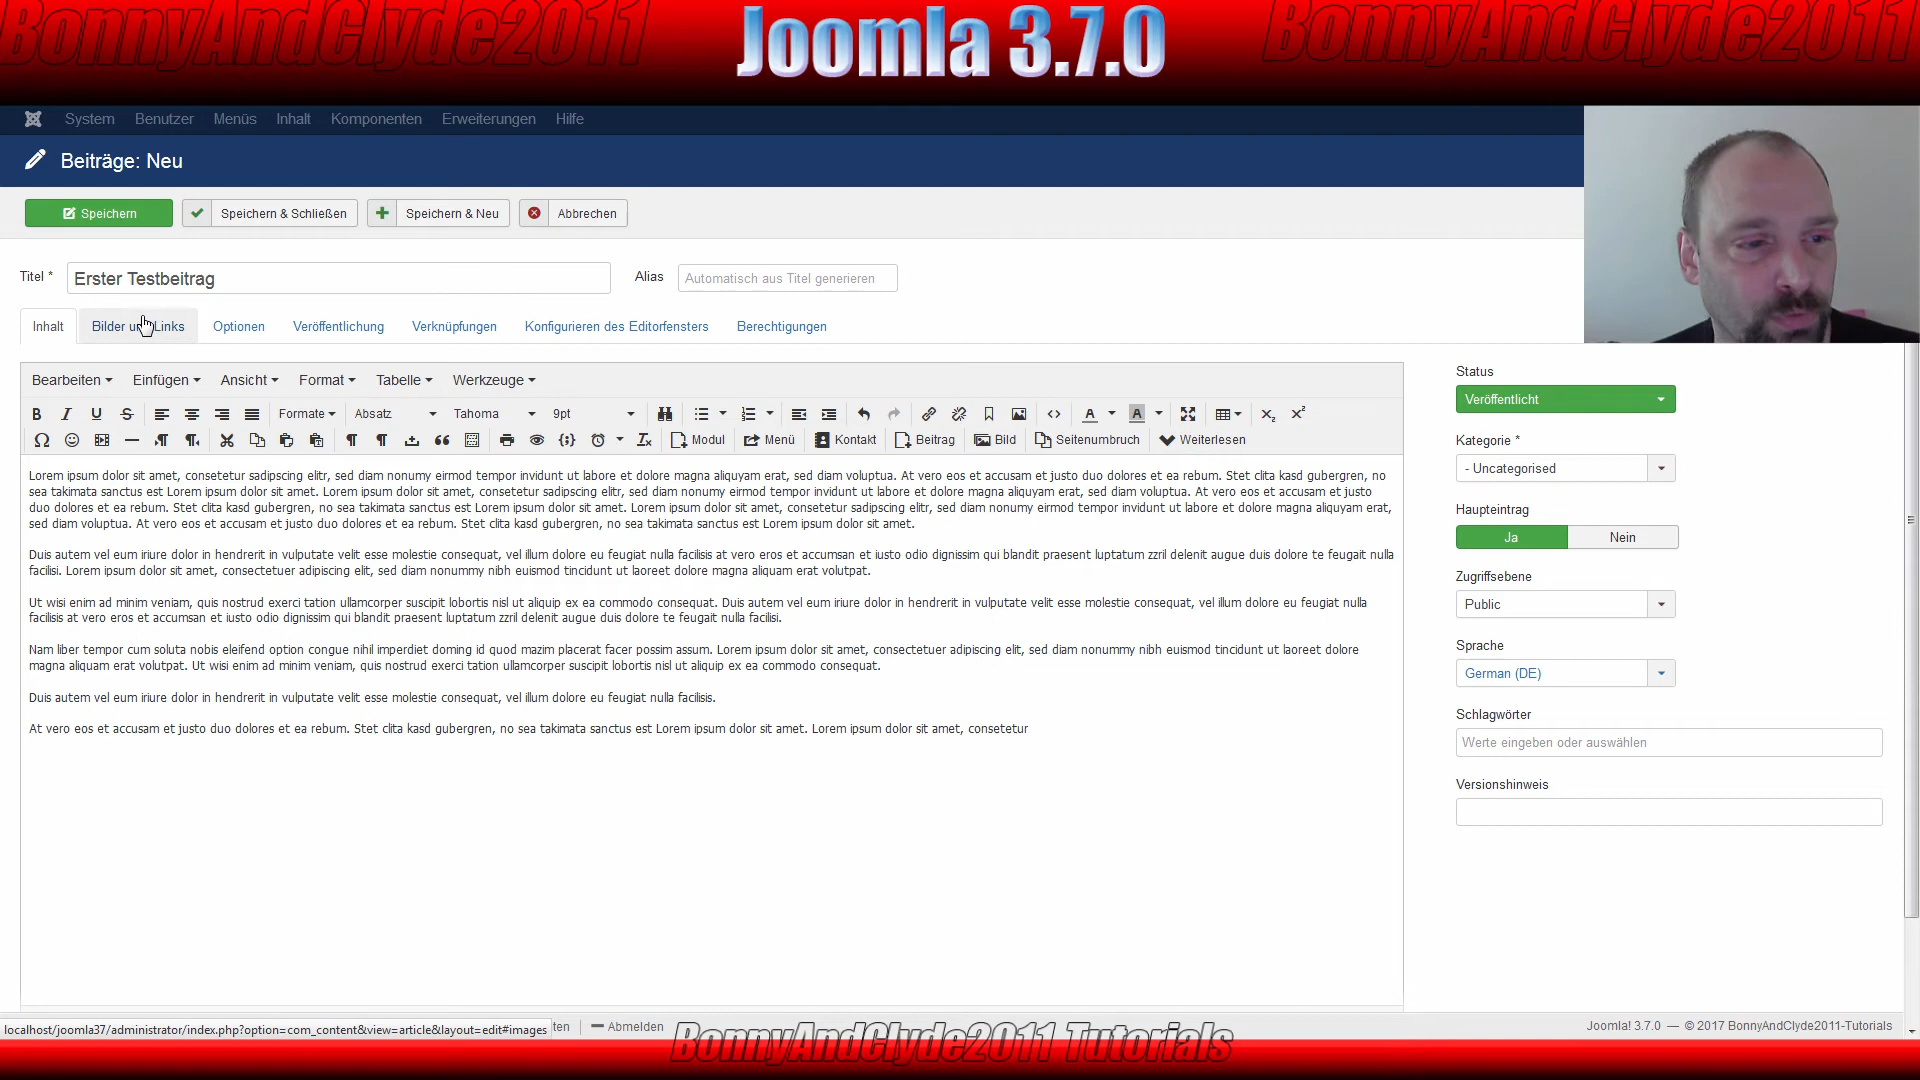 BonnyAndClyde2011
Joomla 3.7.0
BonnyAndClyde2011
System Benutzer Menüs Inhalt Komponenten Erweiterungen Hilfe
Beiträge: Neu
Speichern Speichern & Schließen Speichern & Neu Abbrechen
Titel * Erster Testbeitrag Alias Automatisch aus Titel generieren
Inhalt Bilder Links Optionen Veröffentlichung Verknüpfungen Konfigurieren des Editorfensters Berechtigungen
Bearbeiten Einfügen Ansicht Format Tabelle Werkzeuge
B I U S Formate Absatz Tahoma 9pt A A X₂ X²
Modul Menü Kontakt Beitrag Bild Seitenumbruch Weiterlesen
Lorem ipsum dolor sit amet, consetetur sadipscing elitr, sed diam nonumy eirmod tempor invidunt ut labore et dolore magna aliquyam erat, sed diam voluptua. At vero eos et accusam et justo duo dolores et ea rebum. Stet clita kasd gubergren, no
sea takimata sanctus est Lorem ipsum dolor sit amet. Lorem ipsum dolor sit amet, consetetur sadipscing elitr, sed diam nonumy eirmod tempor invidunt ut labore et dolore magna aliquyam erat, sed diam voluptua. At vero eos et accusam et justo
duo dolores et ea rebum. Stet clita kasd gubergren, no sea takimata sanctus est Lorem ipsum dolor sit amet. Lorem ipsum dolor sit amet, consetetur sadipscing elitr, sed diam nonumy eirmod tempor invidunt ut labore et dolore magna aliquyam erat,
sed diam voluptua. At vero eos et accusam et justo duo dolores et ea rebum. Stet clita kasd gubergren, no sea takimata sanctus est Lorem ipsum dolor sit amet.
Duis autem vel eum iriure dolor in hendrerit in vulputate velit esse molestie consequat, vel illum dolore eu feugiat nulla facilisis at vero eros et accumsan et iusto odio dignissim qui blandit praesent luptatum zzril delenit augue duis dolore te feugait nulla
facilisi. Lorem ipsum dolor sit amet, consectetuer adipiscing elit, sed diam nonummy nibh euismod tincidunt ut laoreet dolore magna aliquam erat volutpat.
Ut wisi enim ad minim veniam, quis nostrud exerci tation ullamcorper suscipit lobortis nisl ut aliquip ex ea commodo consequat. Duis autem vel eum iriure dolor in hendrerit in vulputate velit esse molestie consequat, vel illum dolore eu feugiat nulla
facilisis at vero eros et accumsan et iusto odio dignissim qui blandit praesent luptatum zzril delenit augue duis dolore te feugait nulla facilisi.
Nam liber tempor cum soluta nobis eleifend option congue nihil imperdiet doming id quod mazim placerat facer possim assum. Lorem ipsum dolor sit amet, consectetuer adipiscing elit, sed diam nonummy nibh euismod tincidunt ut laoreet dolore
magna aliquam erat volutpat. Ut wisi enim ad minim veniam, quis nostrud exerci tation ullamcorper suscipit lobortis nisl ut aliquip ex ea commodo consequat.
Duis autem vel eum iriure dolor in hendrerit in vulputate velit esse molestie consequat, vel illum dolore eu feugiat nulla facilisis.
At vero eos et accusam et justo duo dolores et ea rebum. Stet clita kasd gubergren, no sea takimata sanctus est Lorem ipsum dolor sit amet. Lorem ipsum dolor sit amet, consetetur
Status
Veröffentlicht
Kategorie *
- Uncategorised
Haupteintrag
Ja Nein
Zugriffsebene
Public
Sprache
German (DE)
Schlagwörter
Werte eingeben oder auswählen
Versionshinweis
localhost/joomla37/administrator/index.php?option=com_content&view=article&layout=edit#images ten Abmelden
Joomla! 3.7.0 — © 2017 BonnyAndClyde2011-Tutorials
BonnyAndClyde2011 Tutorials